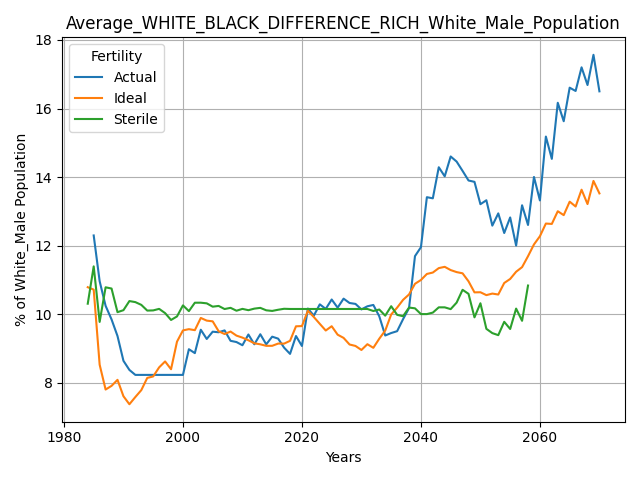 Average_WHITE_BLACK_DIFFERENCE_RICH_White_Male_Population
Fertility
Actual
Ideal
Sterile
% of White_Male Population
18
16
14
12
10
8
1980 2000 2020 2040 2060
Years